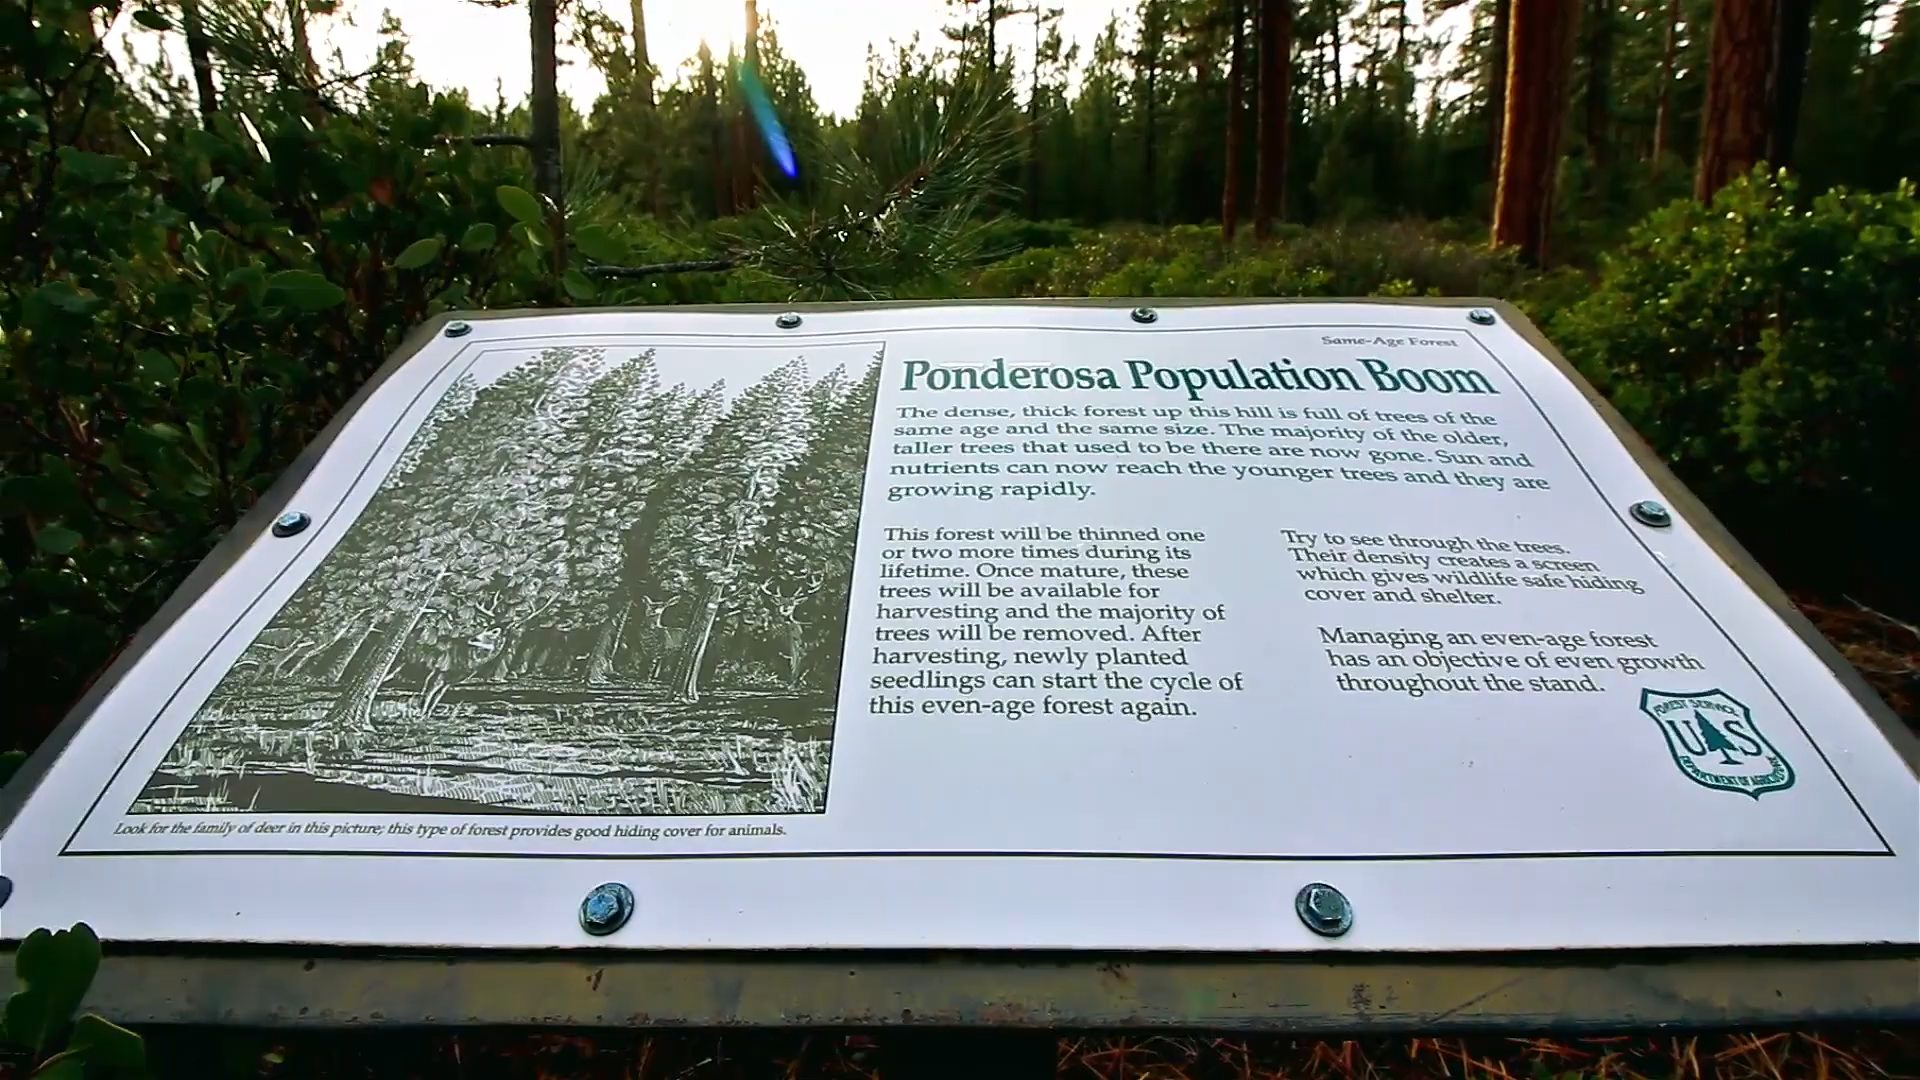 Same-Age Forest
Ponderosa Population Boom
The dense, thick forest up this hill is full of trees of the
same age and the same size. The majority of the older,
taller trees that used to be there are now gone. Sun and
nutrients can now reach the younger trees and they are
growing rapidly.
This forest will be thinned one
or two more times during its
lifetime. Once mature, these
trees will be available for
harvesting and the majority of
trees will be removed. After
harvesting, newly planted
seedlings can start the cycle of
this even-age forest again.
Try to see through the trees.
Their density creates a screen
which gives wildlife safe hiding
cover and shelter.
Managing an even-age forest
has an objective of even growth
throughout the stand.
FOREST SERVICE
US
DEPARTMENT OF AGRICULTURE
Look for the family of deer in this picture; this type of forest provides good hiding cover for animals.